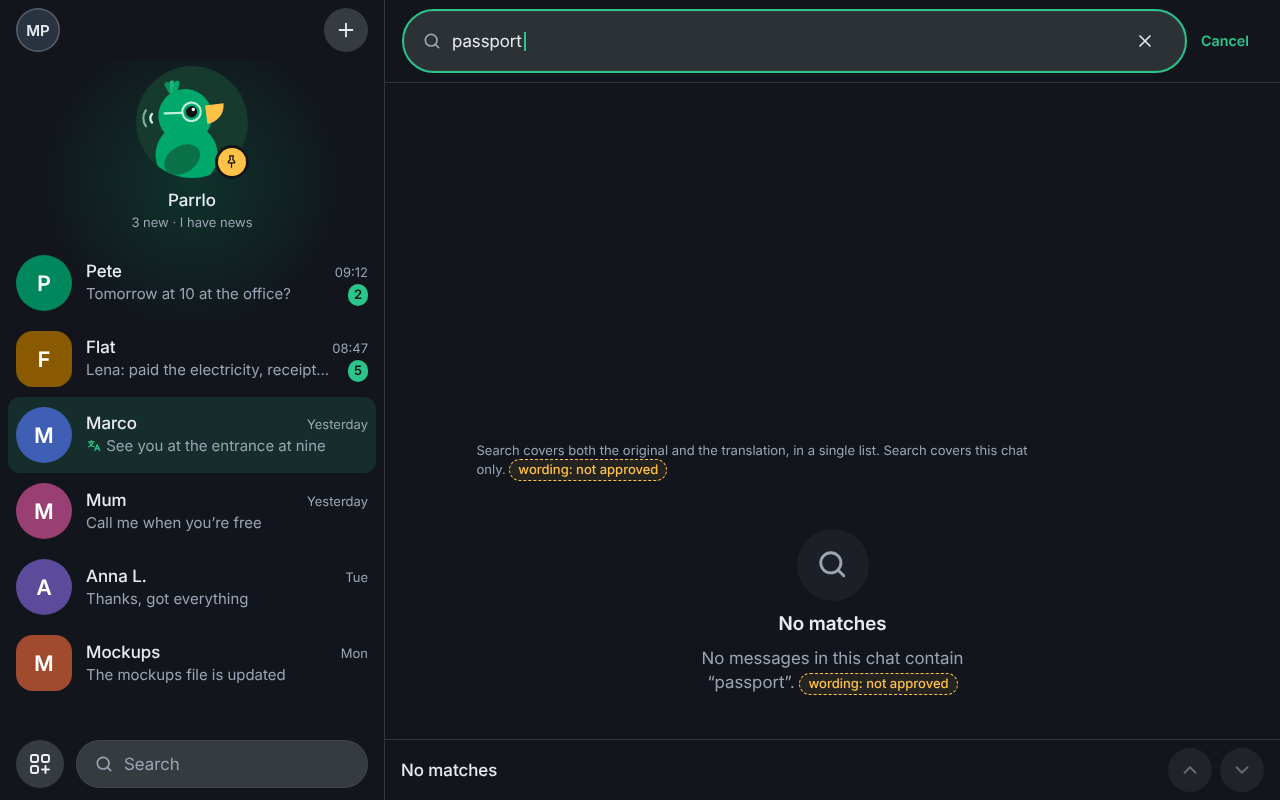 MP
Parrlo
3 new · I have news
P
Pete
09:12
Tomorrow at 10 at the office?
2
F
Flat
08:47
Lena: paid the electricity, receipt…
5
M
Marco
Yesterday
See you at the entrance at nine
M
Mum
Yesterday
Call me when you’re free
A
Anna L.
Tue
Thanks, got everything
M
Mockups
Mon
The mockups file is updated
Search
passport
Cancel
Search covers both the original and the translation, in a single list. Search covers this chat
only. wording: not approved
No matches
No messages in this chat contain
“passport”. wording: not approved
No matches